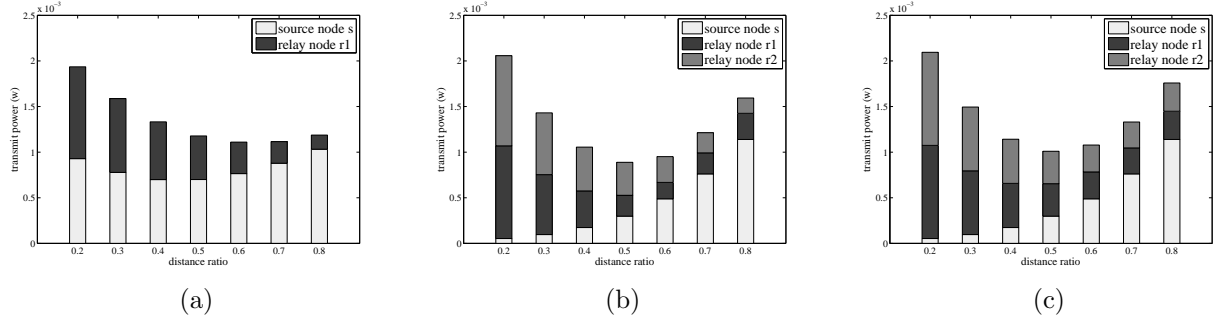 x 10⁻³
2.5
2
1.5
1
0.5
0
transmit power (w)
source node s
relay node r1
0.2 0.3 0.4 0.5 0.6 0.7 0.8
distance ratio
(a)
x 10⁻³
2.5
2
1.5
1
0.5
0
transmit power (w)
source node s
relay node r1
relay node r2
0.2 0.3 0.4 0.5 0.6 0.7 0.8
distance ratio
(b)
x 10⁻³
2.5
2
1.5
1
0.5
0
transmit power (w)
source node s
relay node r1
relay node r2
0.2 0.3 0.4 0.5 0.6 0.7 0.8
distance ratio
(c)